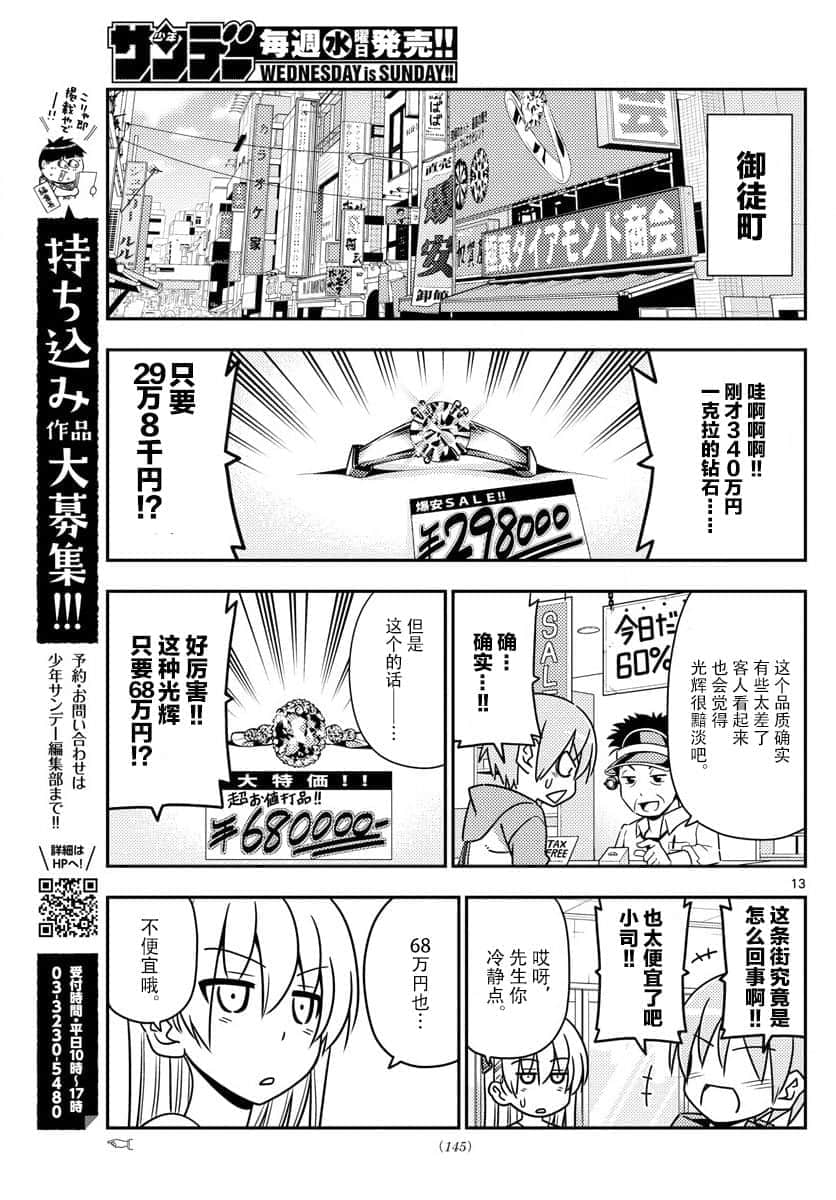 少年サンデー毎週水曜日発売!!
WEDNESDAY is SUNDAY!!
御徒町
カラオケ家
直売
爆安
卸値
ダイアモンド商会
哇啊啊啊!!
刚才340万円
一克拉的钻石……
只要
29万8千円!?
爆安SALE!!
¥298000
这个品质确实
有些太差了
客人看起来
也会觉得
光辉很黯淡吧。
今日だ
60%
SALE
TAX
FREE
确…
确实…!!
但是
这个的话——…
好厉害!!
这种光辉
只要68万円!?
大特価!!
超お値打品!!
¥680000-
13
这条街究竟是
怎么回事啊!!
也太便宜了吧
小司!!
哎呀,
先生你
冷静点。
68
万円也…
不便宜哦。
(145)
こりゃ即
掲載やで
ー!!
持ち込み作品大募集!!!
予約・お問い合わせは
少年サンデー編集部まで!!
詳細は
HPへ!
受付時間・平日10時~17時
03-3230-5480